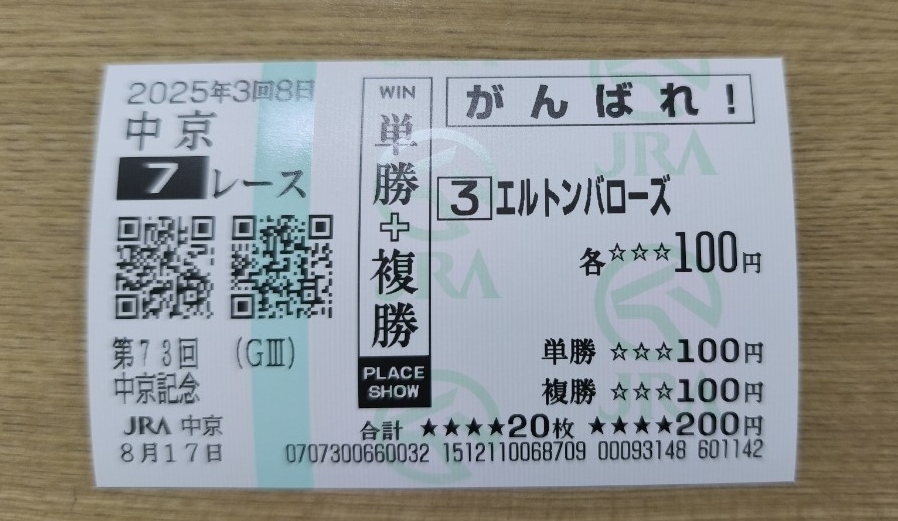 2025年3回8日
中京
7レース
第73回 (GⅢ)
中京記念
JRA 中京
8月17日
WIN
単勝+複勝
PLACE
SHOW
がんばれ!
3 エルトンバローズ
各☆☆☆100円
単勝 ☆☆☆100円
複勝 ☆☆☆100円
合計 ★★★★20枚 ★★★★200円
0707300660032 1512110068709 00093148 601142
JRA
JRA
JRA